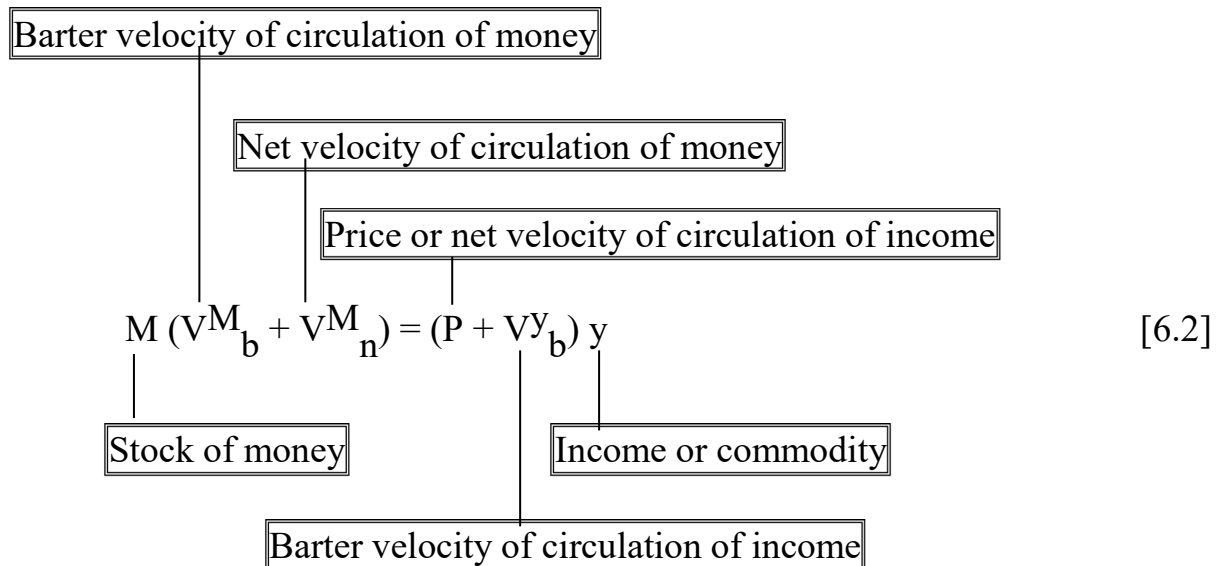 Barter velocity of circulation of money
Net velocity of circulation of money
Price or net velocity of circulation of income
M (V^M_b + V^M_n) = (P + V^y_b) y [6.2]
Stock of money
Income or commodity
Barter velocity of circulation of income